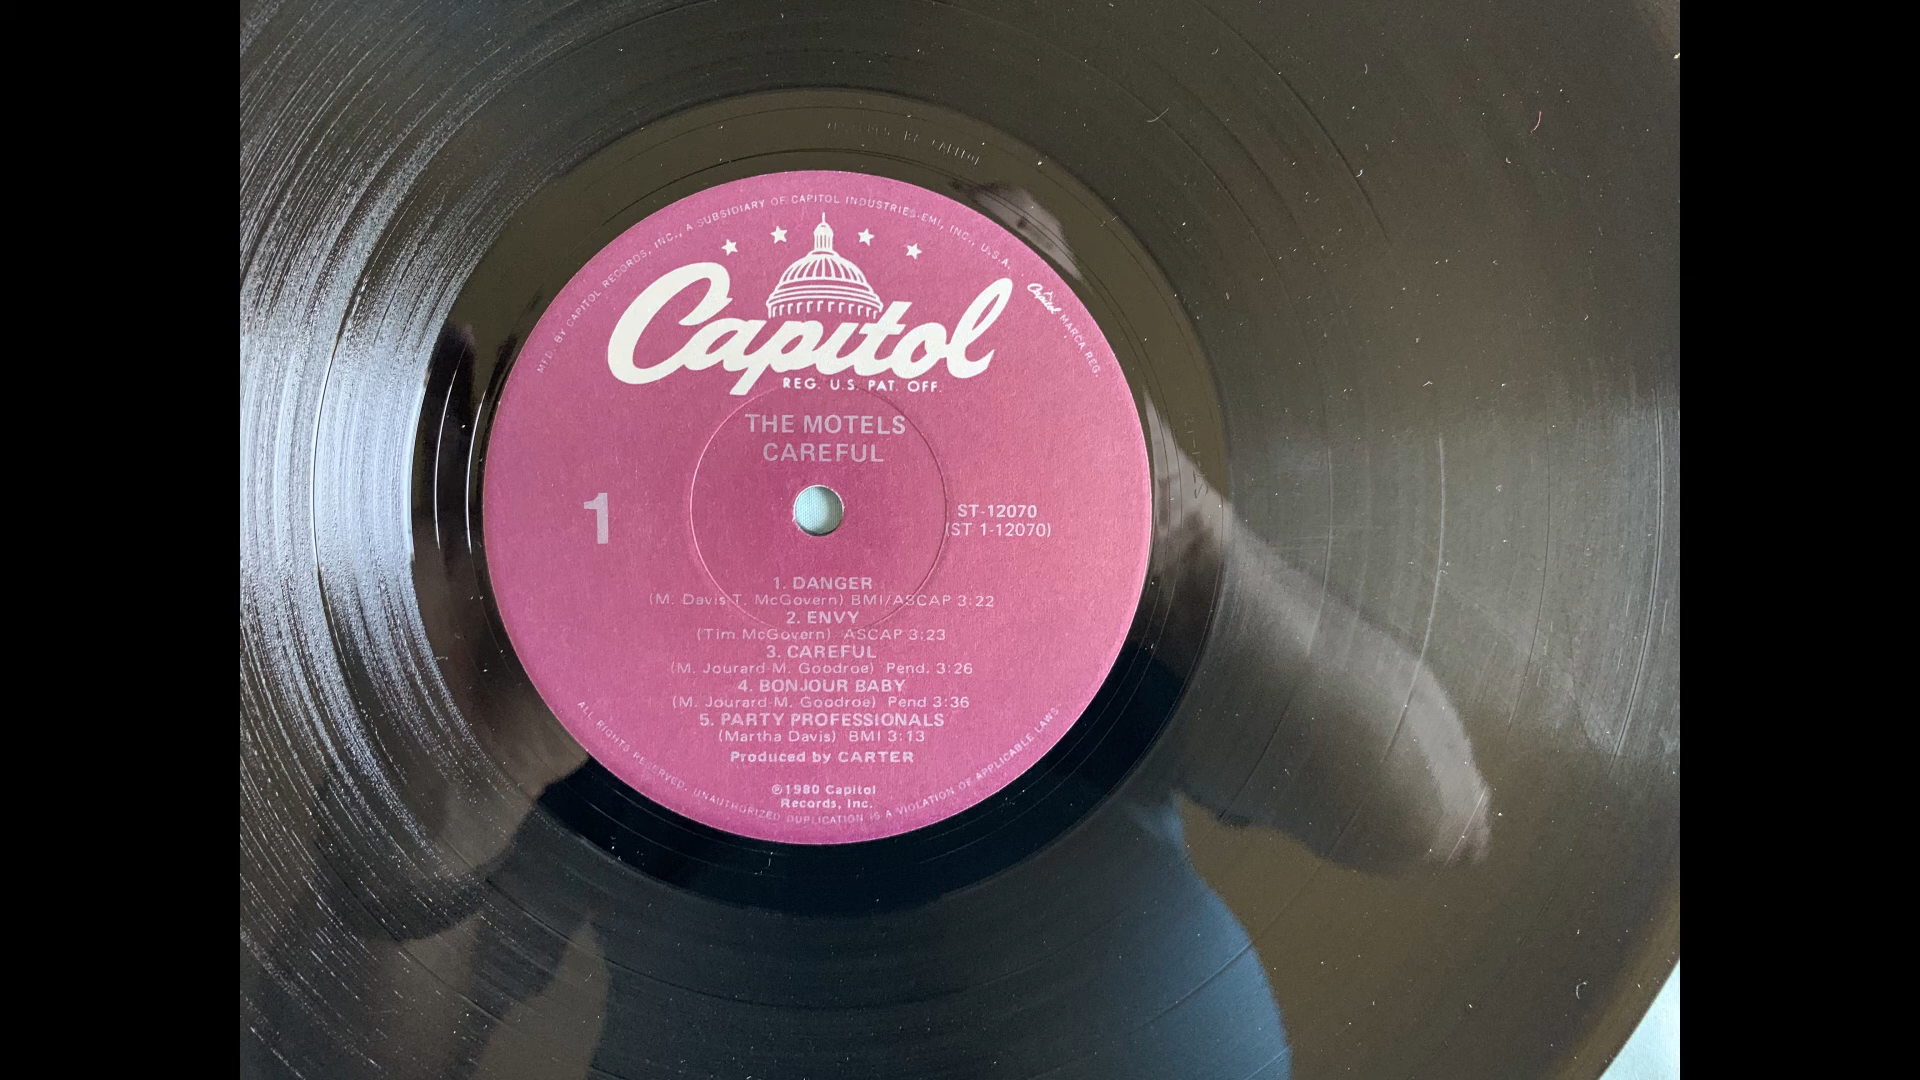 MASTERED BY CAPITOL
MFD. BY CAPITOL RECORDS, INC., A SUBSIDIARY OF CAPITOL INDUSTRIES-EMI, INC., U.S.A.
Capitol MARCA REG.
Capitol
REG. U.S. PAT. OFF.
THE MOTELS
CAREFUL
1
ST-12070
(ST 1-12070)
1. DANGER
(M. Davis-T. McGovern) BMI/ASCAP 3:22
2. ENVY
(Tim McGovern) ASCAP 3:23
3. CAREFUL
(M. Jourard-M. Goodroe) Pend. 3:26
4. BONJOUR BABY
(M. Jourard-M. Goodroe) Pend 3:36
5. PARTY PROFESSIONALS
(Martha Davis) BMI 3:13
Produced by CARTER
℗1980 Capitol
Records, Inc.
ALL RIGHTS RESERVED. UNAUTHORIZED DUPLICATION IS A VIOLATION OF APPLICABLE LAWS.